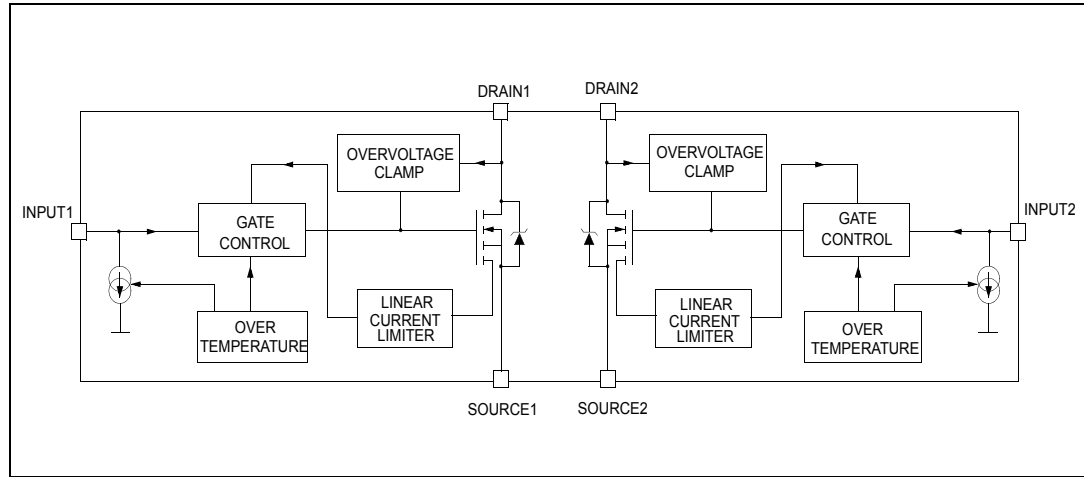 DRAIN1
DRAIN2
OVERVOLTAGE
CLAMP
OVERVOLTAGE
CLAMP
INPUT1
GATE
CONTROL
GATE
CONTROL
INPUT2
LINEAR
CURRENT
LIMITER
LINEAR
CURRENT
LIMITER
OVER
TEMPERATURE
OVER
TEMPERATURE
SOURCE1
SOURCE2